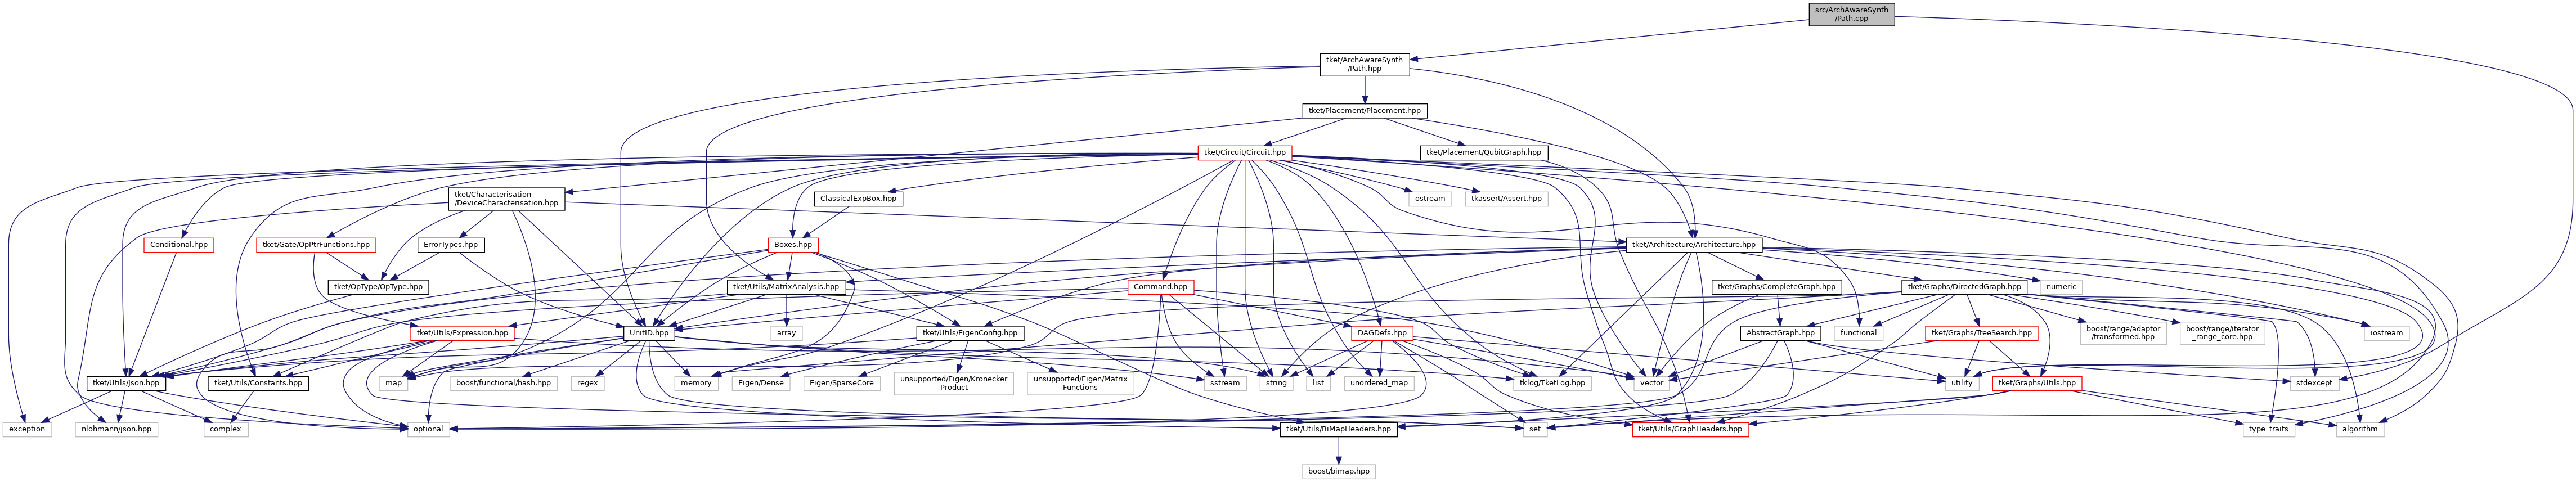 src/ArchAwareSynth
/Path.cpp
tket/ArchAwareSynth
/Path.hpp
tket/Placement/Placement.hpp
tket/Circuit/Circuit.hpp
tket/Placement/QubitGraph.hpp
tket/Characterisation
/DeviceCharacterisation.hpp
ClassicalExpBox.hpp
ostream
tkassert/Assert.hpp
Conditional.hpp
tket/Gate/OpPtrFunctions.hpp
ErrorTypes.hpp
Boxes.hpp
tket/Architecture/Architecture.hpp
tket/OpType/OpType.hpp
tket/Utils/MatrixAnalysis.hpp
Command.hpp
tket/Graphs/CompleteGraph.hpp
tket/Graphs/DirectedGraph.hpp
numeric
tket/Utils/Expression.hpp
UnitID.hpp
array
tket/Utils/EigenConfig.hpp
DAGDefs.hpp
AbstractGraph.hpp
functional
tket/Graphs/TreeSearch.hpp
boost/range/adaptor
/transformed.hpp
boost/range/iterator
_range_core.hpp
iostream
tket/Utils/Json.hpp
tket/Utils/Constants.hpp
map
boost/functional/hash.hpp
regex
memory
Eigen/Dense
Eigen/SparseCore
unsupported/Eigen/Kronecker
Product
unsupported/Eigen/Matrix
Functions
sstream
string
list
unordered_map
tklog/TketLog.hpp
vector
utility
tket/Graphs/Utils.hpp
stdexcept
exception
nlohmann/json.hpp
complex
optional
tket/Utils/BiMapHeaders.hpp
set
tket/Utils/GraphHeaders.hpp
type_traits
algorithm
boost/bimap.hpp